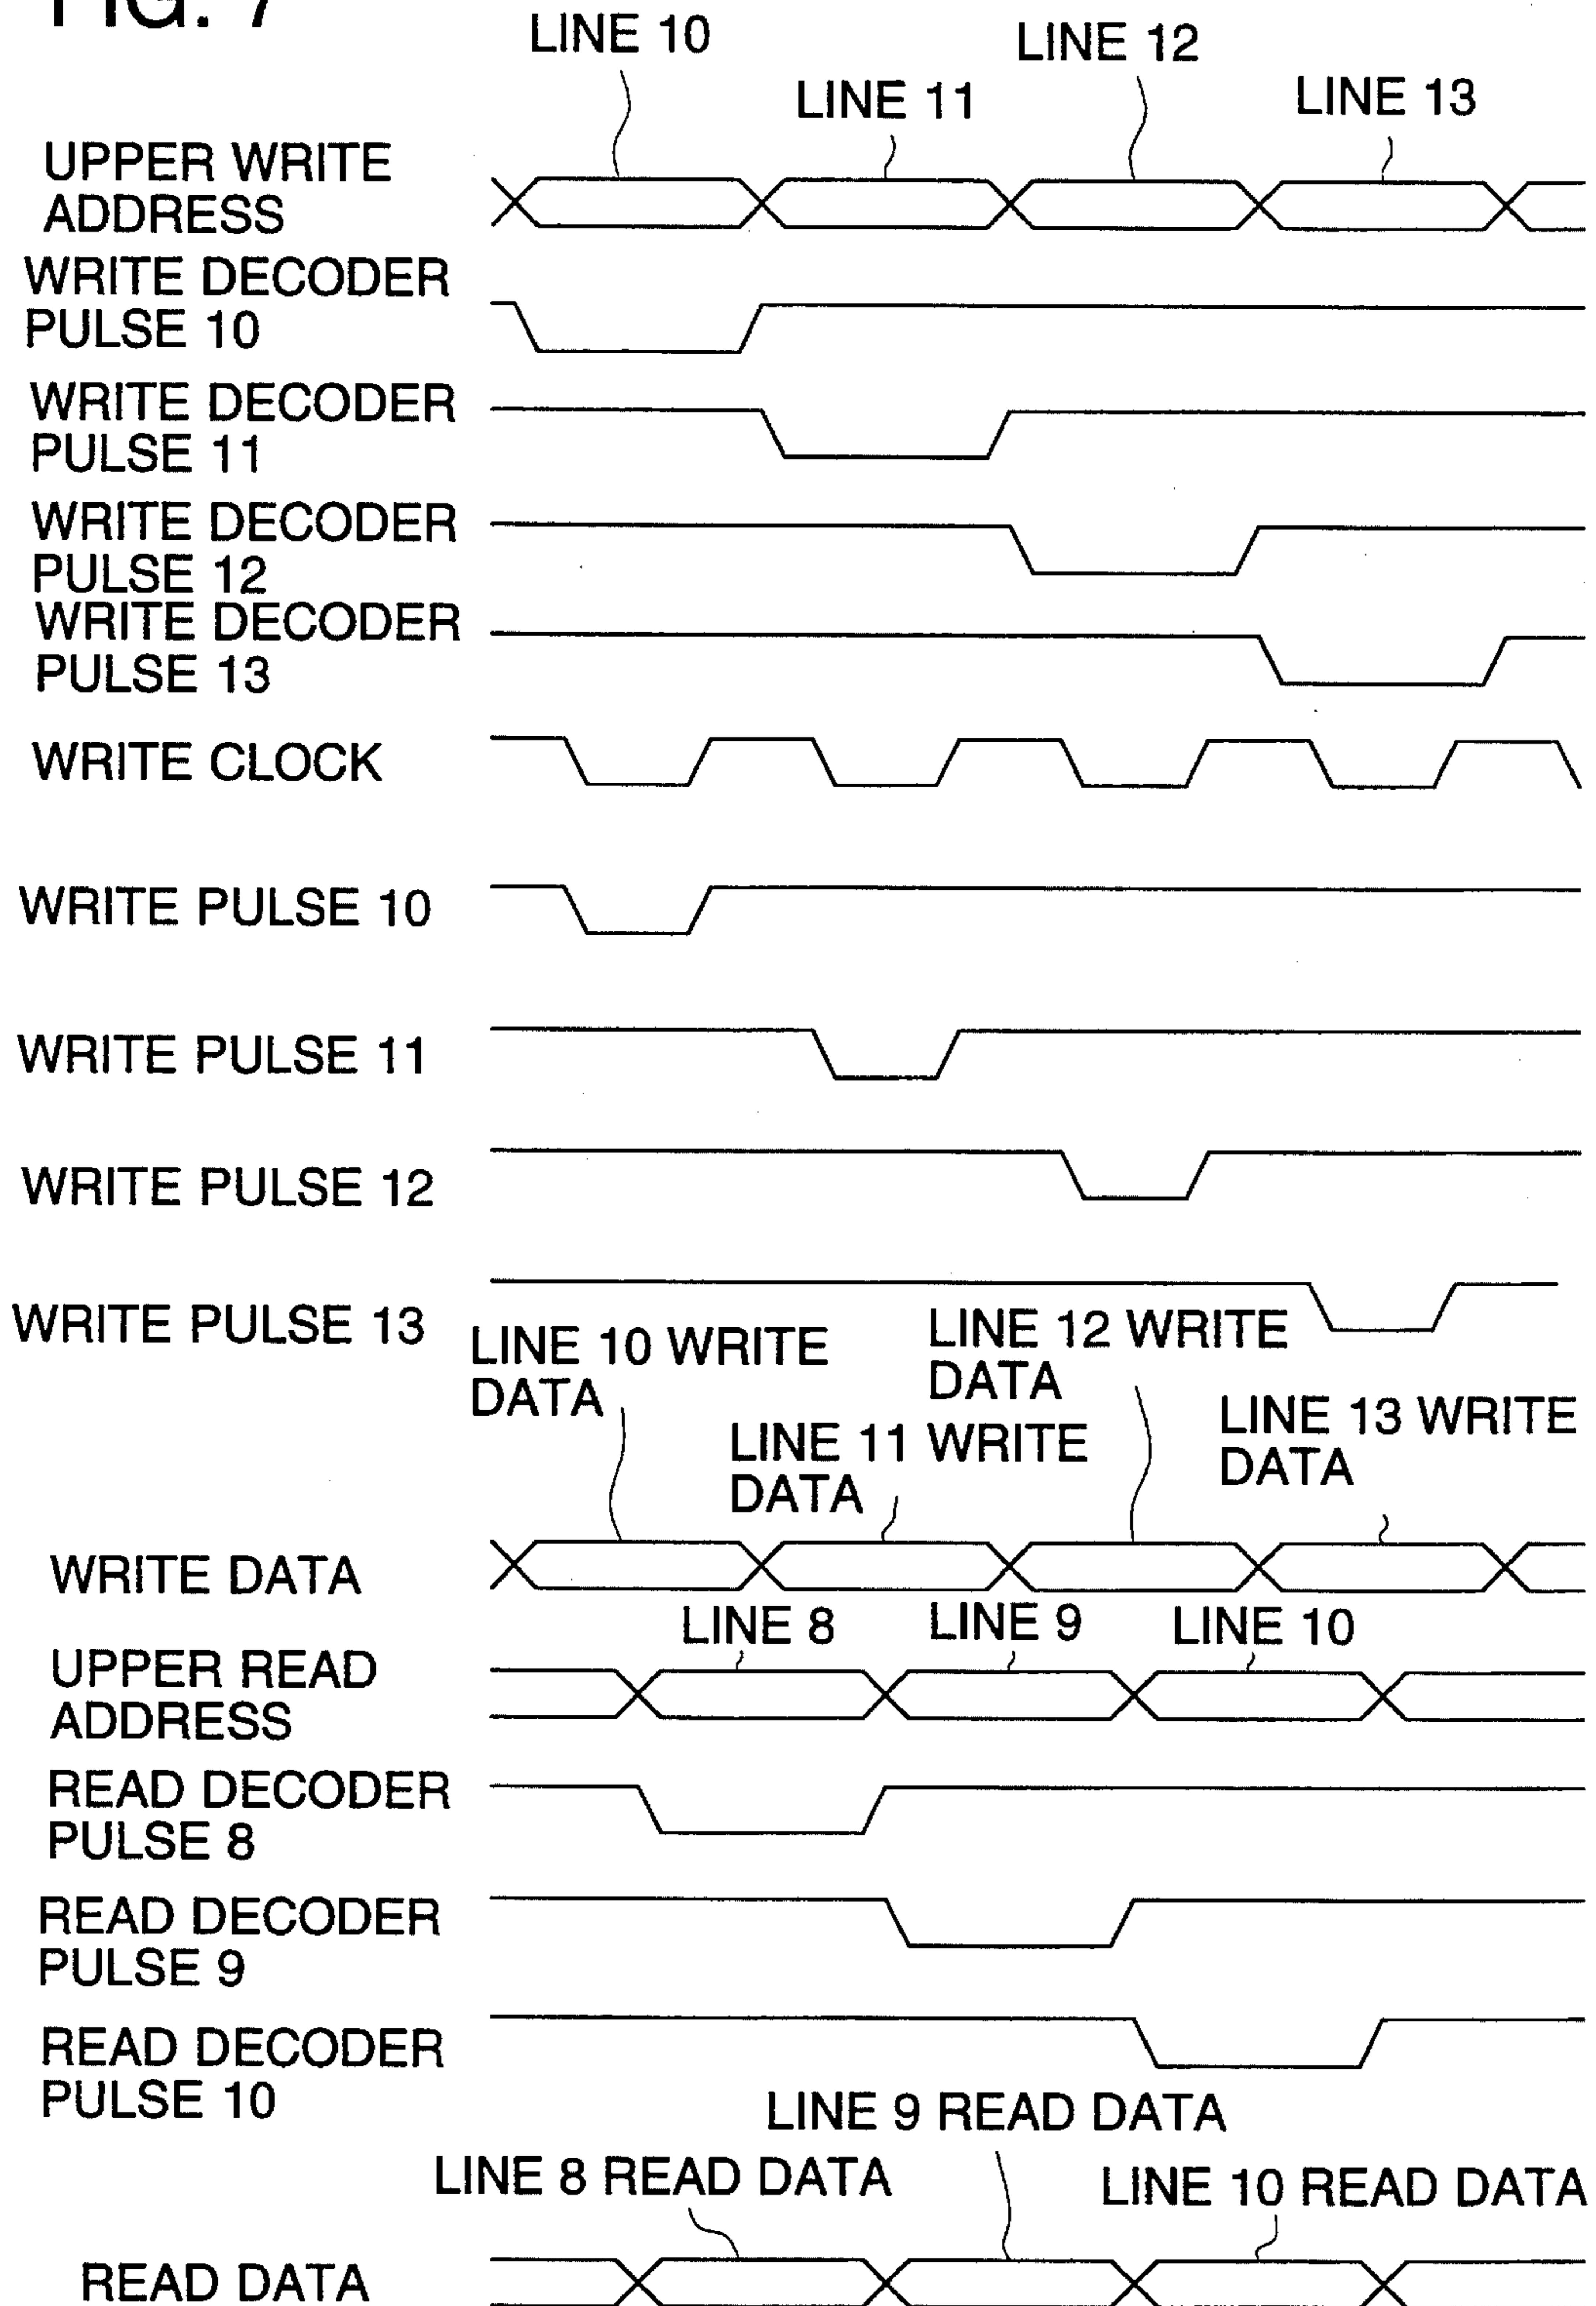 FIG. 7
LINE 10
LINE 12
LINE 11
LINE 13
UPPER WRITE
ADDRESS
WRITE DECODER
PULSE 10
WRITE DECODER
PULSE 11
WRITE DECODER
PULSE 12
WRITE DECODER
PULSE 13
WRITE CLOCK
WRITE PULSE 10
WRITE PULSE 11
WRITE PULSE 12
WRITE PULSE 13
LINE 10 WRITE
DATA
LINE 12 WRITE
DATA
LINE 11 WRITE
DATA
LINE 13 WRITE
DATA
WRITE DATA
LINE 8
LINE 9
LINE 10
UPPER READ
ADDRESS
READ DECODER
PULSE 8
READ DECODER
PULSE 9
READ DECODER
PULSE 10
LINE 9 READ DATA
LINE 8 READ DATA
LINE 10 READ DATA
READ DATA